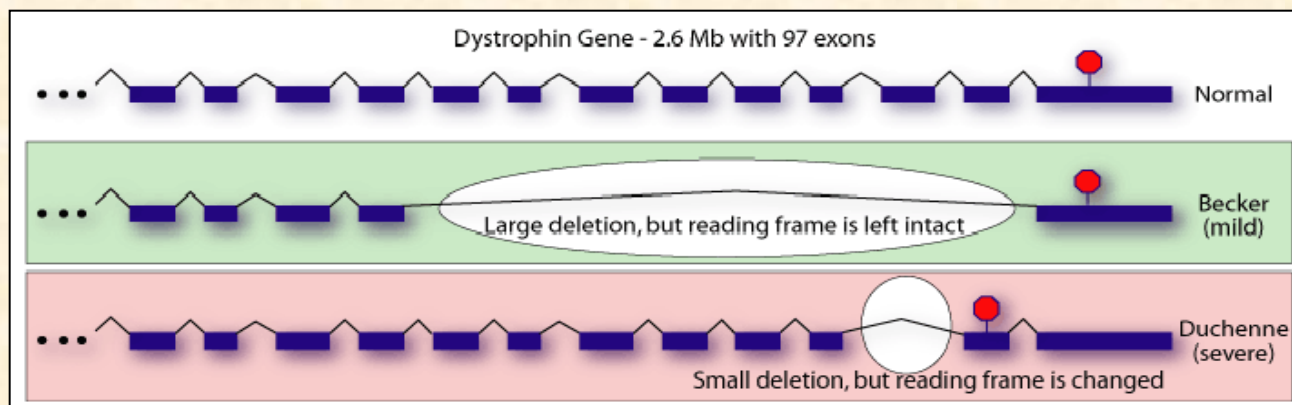 Dystrophin Gene - 2.6 Mb with 97 exons
Normal
Large deletion, but reading frame is left intact
Becker
(mild)
Duchenne
(severe)
Small deletion, but reading frame is changed